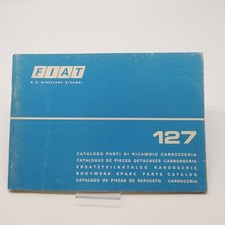 FIAT
D.R. DIREZIONE RICAMBI
127
CATALOGO PARTI DI RICAMBIO CARROZZERIA
CATALOGUE DE PIECES DETACHEES CARROSSERIE
ERSATZTEILKATALOG KAROSSERIE
BODYWORK SPARE PARTS CATALOG
CATALOGO DE PIEZAS DE REPUESTO - CARROCERIA